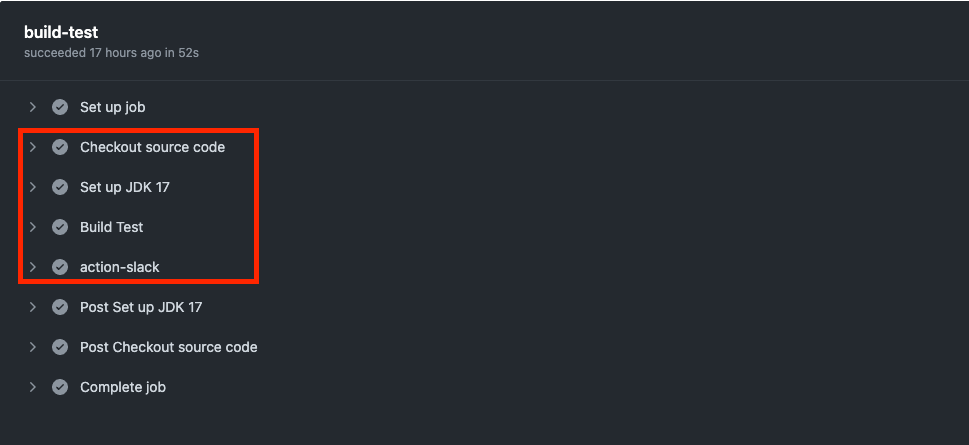 build-test
succeeded 17 hours ago in 52s
Set up job
Checkout source code
Set up JDK 17
Build Test
action-slack
Post Set up JDK 17
Post Checkout source code
Complete job